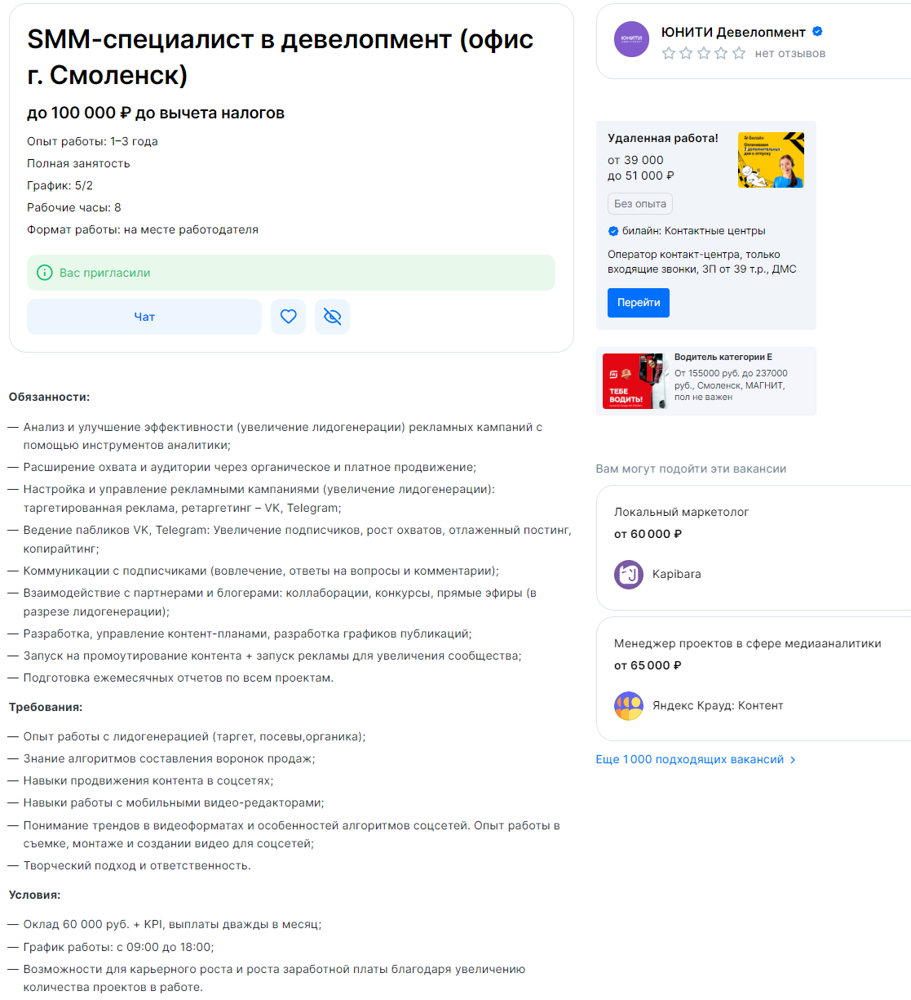 SMM-специалист в девелопмент (офис
г. Смоленск)
до 100 000 ₽ до вычета налогов
Опыт работы: 1–3 года
Полная занятость
График: 5/2
Рабочие часы: 8
Формат работы: на месте работодателя
Вас пригласили
Чат
Обязанности:
— Анализ и улучшение эффективности (увеличение лидогенерации) рекламных кампаний с
помощью инструментов аналитики;
— Расширение охвата и аудитории через органическое и платное продвижение;
— Настройка и управление рекламными кампаниями (увеличение лидогенерации):
таргетированная реклама, ретаргетинг – VK, Telegram;
— Ведение пабликов VK, Telegram: Увеличение подписчиков, рост охватов, отлаженный постинг,
копирайтинг;
— Коммуникации с подписчиками (вовлечение, ответы на вопросы и комментарии);
— Взаимодействие с партнерами и блогерами: коллаборации, конкурсы, прямые эфиры (в
разрезе лидогенерации);
— Разработка, управление контент-планами, разработка графиков публикаций;
— Запуск на промоутирование контента + запуск рекламы для увеличения сообщества;
— Подготовка ежемесячных отчетов по всем проектам.
Требования:
— Опыт работы с лидогенерацией (таргет, посевы,органика);
— Знание алгоритмов составления воронок продаж;
— Навыки продвижения контента в соцсетях;
— Навыки работы с мобильными видео-редакторами;
— Понимание трендов в видеоформатах и особенностей алгоритмов соцсетей. Опыт работы в
съемке, монтаже и создании видео для соцсетей;
— Творческий подход и ответственность.
Условия:
— Оклад 60 000 руб. + KPI, выплаты дважды в месяц;
— График работы: с 09:00 до 18:00;
— Возможности для карьерного роста и роста заработной платы благодаря увеличению
количества проектов в работе.
ЮНИТИ
ЮНИТИ Девелопмент
нет отзывов
Удаленная работа!
от 39 000
до 51 000 ₽
Без опыта
билайн: Контактные центры
Оператор контакт-центра, только
входящие звонки, ЗП от 39 т.р., ДМС
Перейти
билайн
Оплачиваем
2 дополнительных
дня к отпуску
ТЕБЕ
ВОДИТЬ!
Водитель категории Е
От 155000 руб. до 237000
руб., Смоленск, МАГНИТ,
пол не важен
Вам могут подойти эти вакансии
Локальный маркетолог
от 60 000 ₽
Kapibara
Менеджер проектов в сфере медиааналитики
от 65 000 ₽
Яндекс Крауд: Контент
Еще 1 000 подходящих вакансий